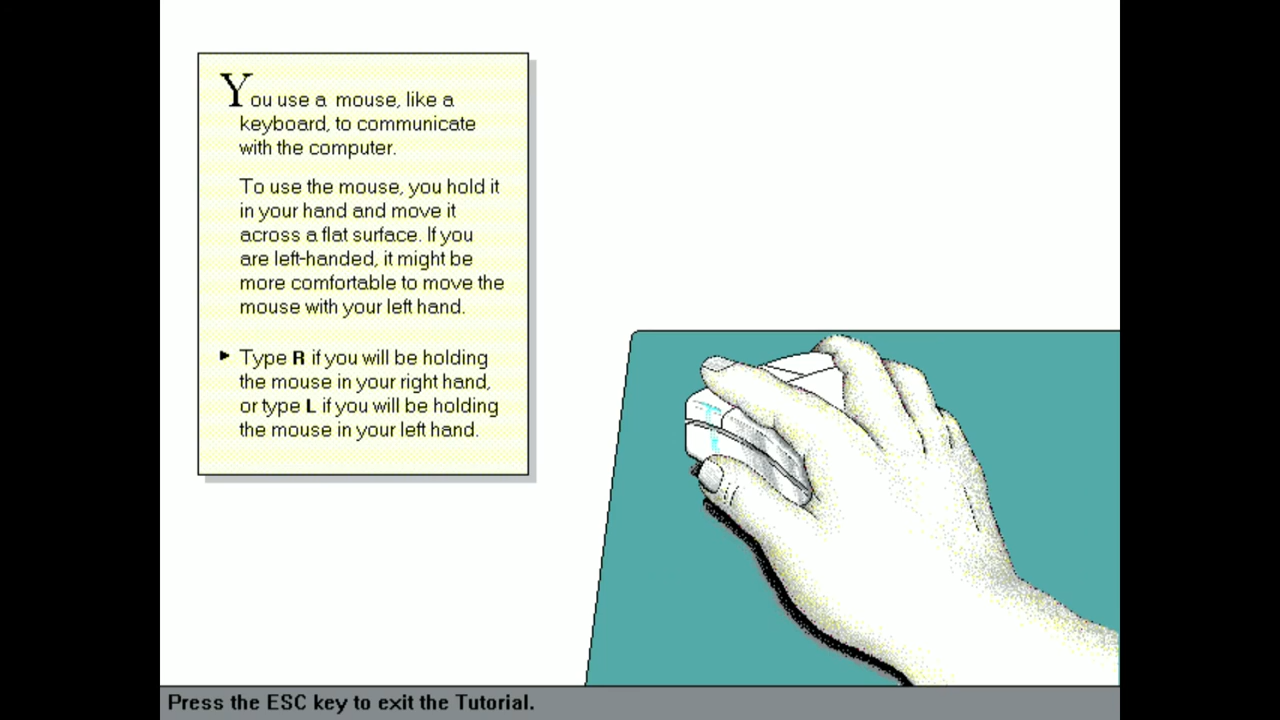 You use a mouse, like a
keyboard, to communicate
with the computer.
To use the mouse, you hold it
in your hand and move it
across a flat surface. If you
are left-handed, it might be
more comfortable to move the
mouse with your left hand.
Type R if you will be holding
the mouse in your right hand,
or type L if you will be holding
the mouse in your left hand.
Press the ESC key to exit the Tutorial.